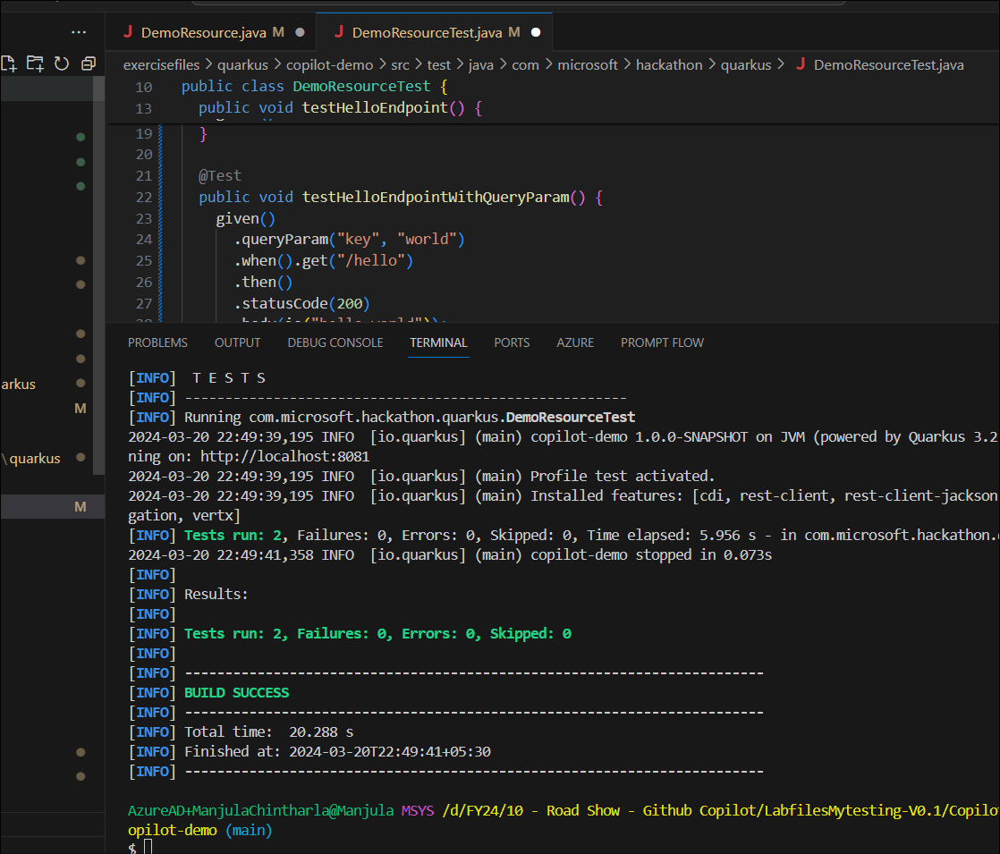 DemoResource.java M
DemoResourceTest.java M
exercisefiles > quarkus > copilot-demo > src > test > java > com > microsoft > hackathon > quarkus > DemoResourceTest.java
10 public class DemoResourceTest {
13 public void testHelloEndpoint() {
19 }
20
21 @Test
22 public void testHelloEndpointWithQueryParam() {
23 given()
24 .queryParam("key", "world")
25 .when().get("/hello")
26 .then()
27 .statusCode(200)
arkus
M
\quarkus
M
PROBLEMS OUTPUT DEBUG CONSOLE TERMINAL PORTS AZURE PROMPT FLOW
[INFO]  T E S T S
[INFO] -------------------------------------------------------
[INFO] Running com.microsoft.hackathon.quarkus.DemoResourceTest
2024-03-20 22:49:39,195 INFO  [io.quarkus] (main) copilot-demo 1.0.0-SNAPSHOT on JVM (powered by Quarkus 3.2
ning on: http://localhost:8081
2024-03-20 22:49:39,195 INFO  [io.quarkus] (main) Profile test activated.
2024-03-20 22:49:39,195 INFO  [io.quarkus] (main) Installed features: [cdi, rest-client, rest-client-jackson
gation, vertx]
[INFO] Tests run: 2, Failures: 0, Errors: 0, Skipped: 0, Time elapsed: 5.956 s - in com.microsoft.hackathon.
2024-03-20 22:49:41,358 INFO  [io.quarkus] (main) copilot-demo stopped in 0.073s
[INFO]
[INFO] Results:
[INFO]
[INFO] Tests run: 2, Failures: 0, Errors: 0, Skipped: 0
[INFO]
[INFO] ------------------------------------------------------------------------
[INFO] BUILD SUCCESS
[INFO] ------------------------------------------------------------------------
[INFO] Total time:  20.288 s
[INFO] Finished at: 2024-03-20T22:49:41+05:30
[INFO] ------------------------------------------------------------------------
AzureAD+ManjulaChintharla@Manjula MSYS /d/FY24/10 - Road Show - Github Copilot/LabfilesMytesting-V0.1/Copilo
opilot-demo (main)
$